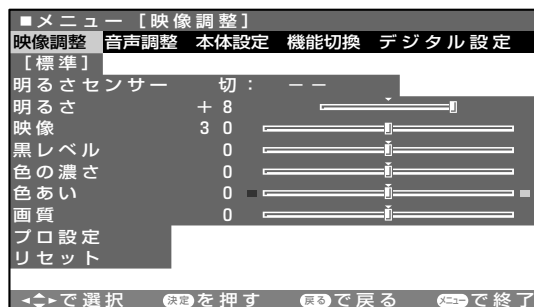 ■メニュー [映像調整]
映像調整 音声調整 本体設定 機能切換 デジタル設定
[標準]
明るさセンサー 切: ーー
明るさ +8
映像 30
黒レベル 0
色の濃さ 0
色あい 0
画質 0
プロ設定
リセット
で選択 決定を押す 戻るで戻る メニューで終了